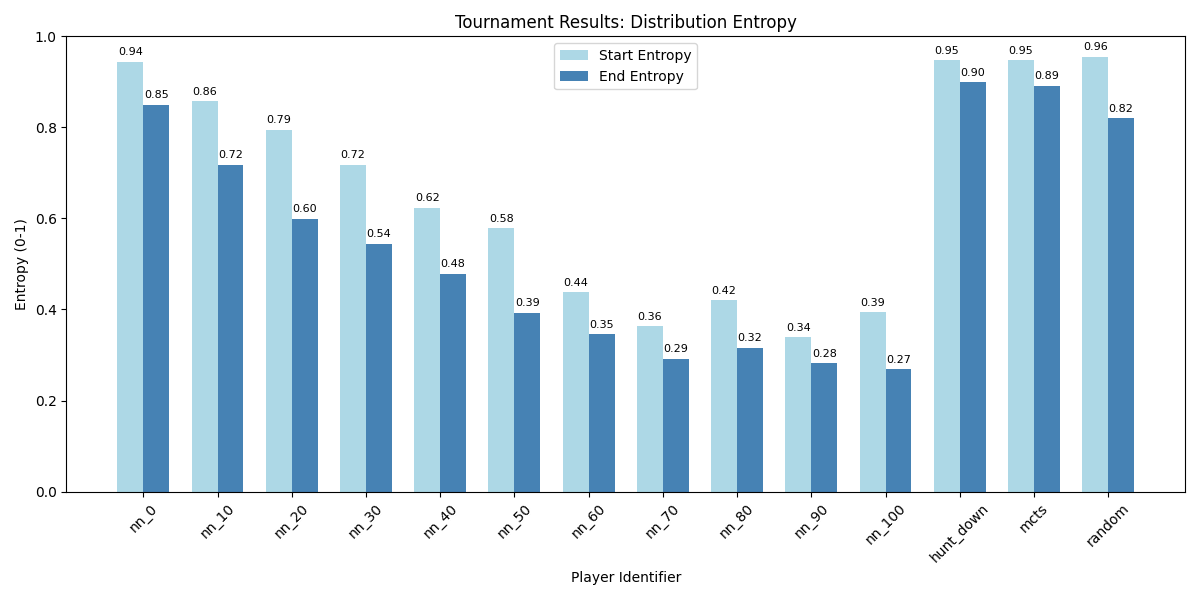 Tournament Results: Distribution Entropy
Start Entropy
End Entropy
Entropy (0-1)
1.0
0.8
0.6
0.4
0.2
0.0
0.94
0.85
0.86
0.72
0.79
0.60
0.72
0.54
0.62
0.48
0.58
0.39
0.44
0.35
0.36
0.29
0.42
0.32
0.34
0.28
0.39
0.27
0.95
0.90
0.95
0.89
0.96
0.82
nn_0
nn_10
nn_20
nn_30
nn_40
nn_50
nn_60
nn_70
nn_80
nn_90
nn_100
hunt_down
mcts
random
Player Identifier